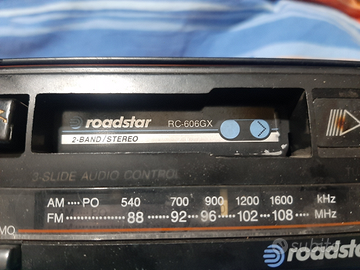 roadstar RC-606GX
2-BAND/STEREO
3-SLIDE AUDIO CONTROL
AM PO 540 700 900 1200 1600 kHz
FM 88 92 96 102 108 MHz
MO
roadstar
subito